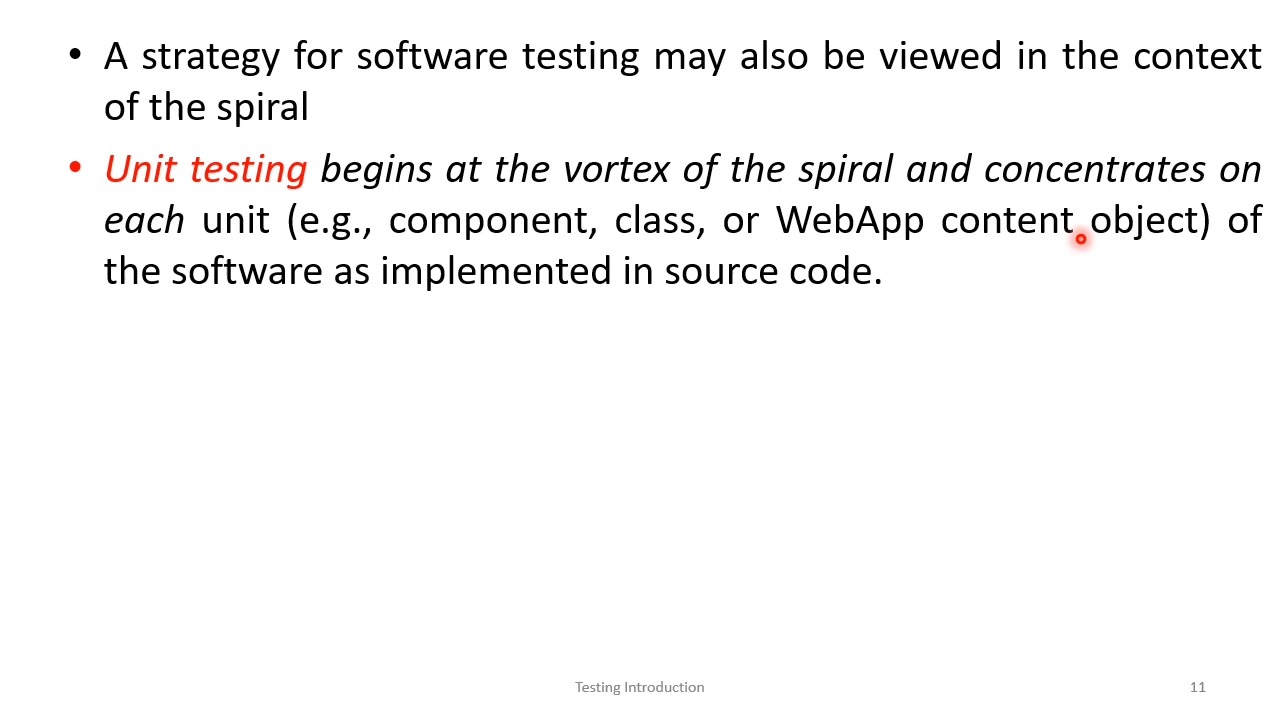 • A strategy for software testing may also be viewed in the context
of the spiral
• Unit testing begins at the vortex of the spiral and concentrates on
each unit (e.g., component, class, or WebApp content object) of
the software as implemented in source code.
Testing Introduction
11